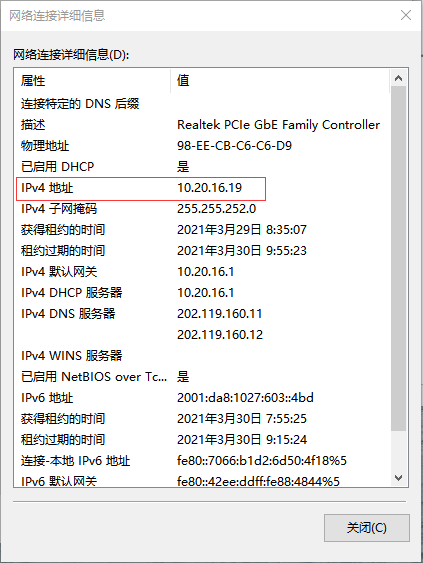 网络连接详细信息
网络连接详细信息(D):
属性 值
连接特定的 DNS 后缀
描述 Realtek PCIe GbE Family Controller
物理地址 98-EE-CB-C6-C6-D9
已启用 DHCP 是
IPv4 地址 10.20.16.19
IPv4 子网掩码 255.255.252.0
获得租约的时间 2021年3月29日 8:35:07
租约过期的时间 2021年3月30日 9:55:23
IPv4 默认网关 10.20.16.1
IPv4 DHCP 服务器 10.20.16.1
IPv4 DNS 服务器 202.119.160.11
202.119.160.12
IPv4 WINS 服务器
已启用 NetBIOS over Tc... 是
IPv6 地址 2001:da8:1027:603::4bd
获得租约的时间 2021年3月30日 7:55:25
租约过期的时间 2021年3月30日 9:15:24
连接-本地 IPv6 地址 fe80::7066:b1d2:6d50:4f18%5
IPv6 默认网关 fe80::42ee:ddff:fe88:4844%5
关闭(C)